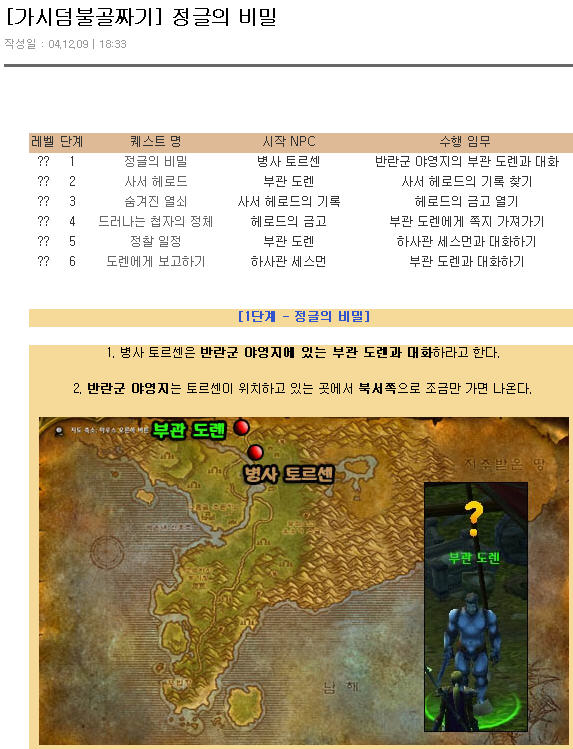 [가시덤불골짜기] 정글의 비밀
작성일 : 04,12,09 | 18:33
레벨 단계 퀘스트 명 시작 NPC 수행 임무
?? 1 정글의 비밀 병사 토르센 반란군 야영지의 부관 도렌과 대화
?? 2 사서 헤로드 부관 도렌 사서 헤로드의 기록 찾기
?? 3 숨겨진 열쇠 사서 헤로드의 기록 헤로드의 금고 열기
?? 4 드러나는 첩자의 정체 헤로드의 금고 부관 도렌에게 쪽지 가져가기
?? 5 정찰 일정 부관 도렌 하사관 세스먼과 대화하기
?? 6 도렌에게 보고하기 하사관 세스먼 부관 도렌과 대화하기
[1단계 - 정글의 비밀]
1. 병사 토르센은 반란군 야영지에 있는 부관 도렌과 대화하라고 한다.
2. 반란군 야영지는 토르센이 위치하고 있는 곳에서 북서쪽으로 조금만 가면 나온다.
부관 도렌
병사 토르센
저주받은 땅
?
부관 도렌
남 해